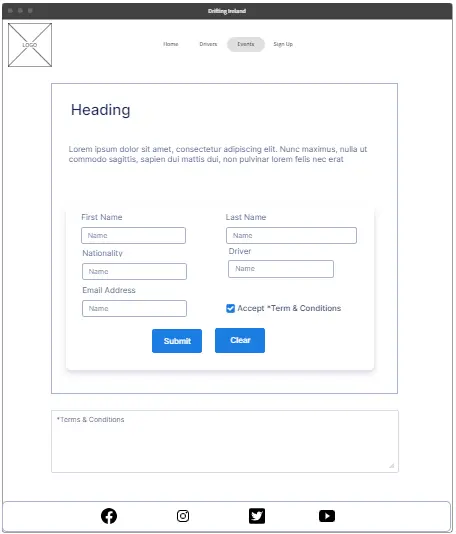 Drifting Ireland
LOGO
Home Drivers Events Sign Up
Heading
Lorem ipsum dolor sit amet, consectetur adipiscing elit. Nunc maximus, nulla ut
commodo sagittis, sapien dui mattis dui, non pulvinar lorem felis nec erat
First Name Last Name
Name Name
Nationality Driver
Name Name
Email Address
Name Accept *Term & Conditions
Submit Clear
*Terms & Conditions